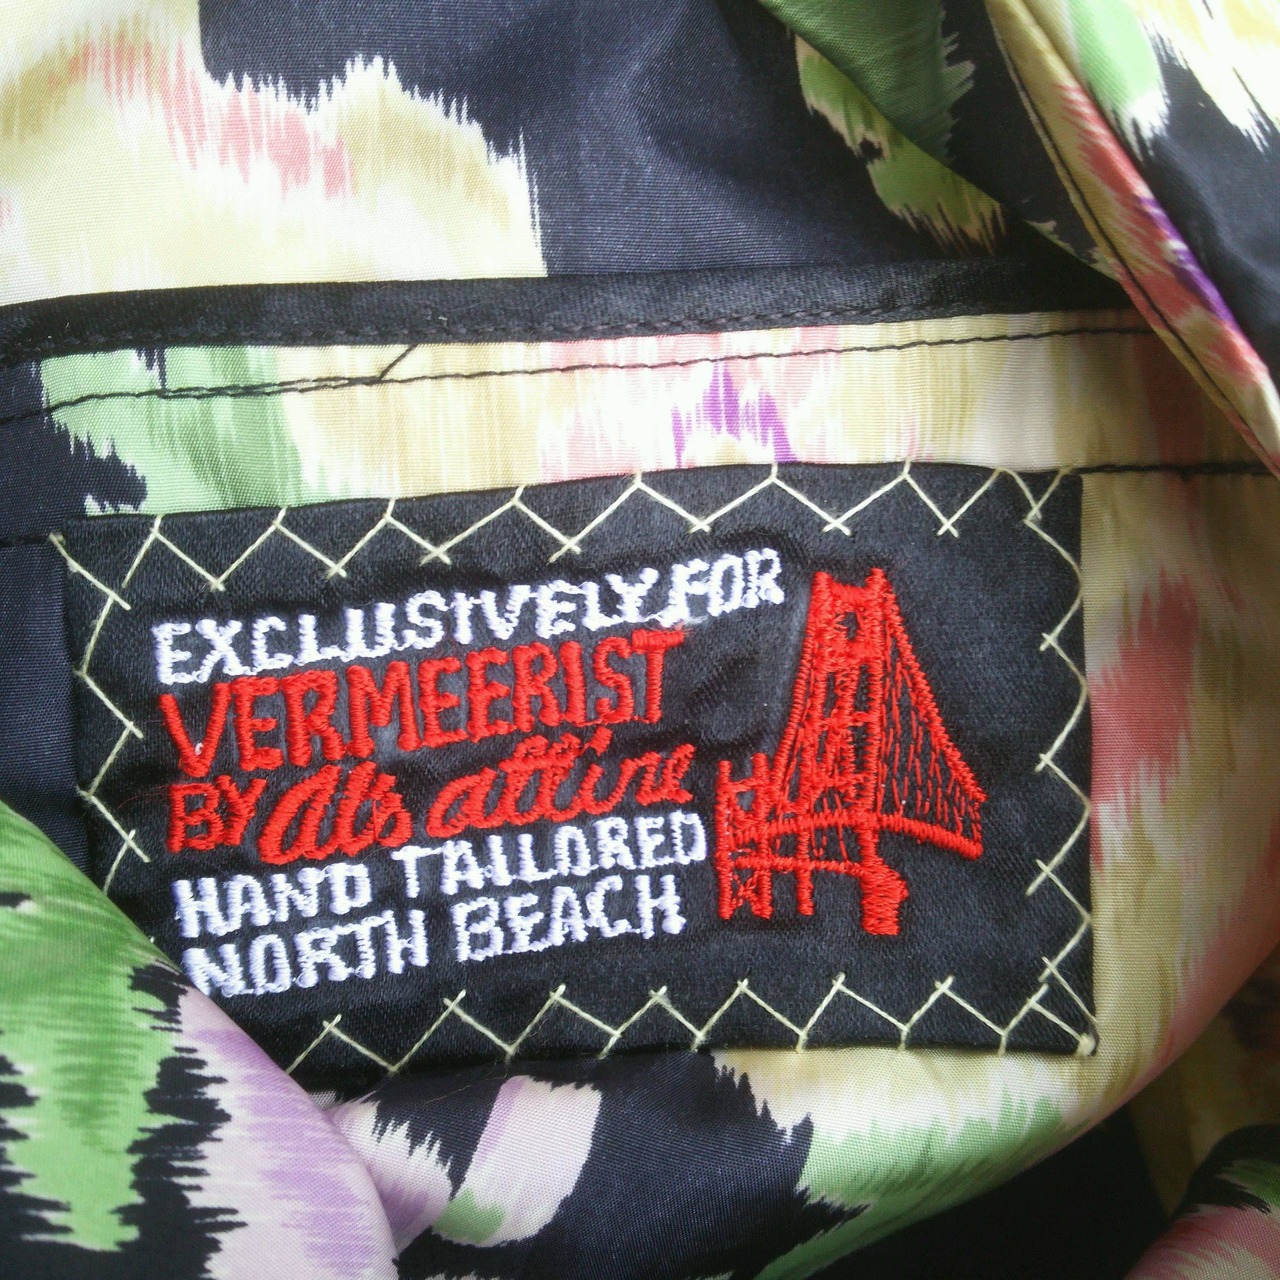 EXCLUSIVELY FOR
VERMEERIST
BY Al's attire
HAND TAILORED
NORTH BEACH